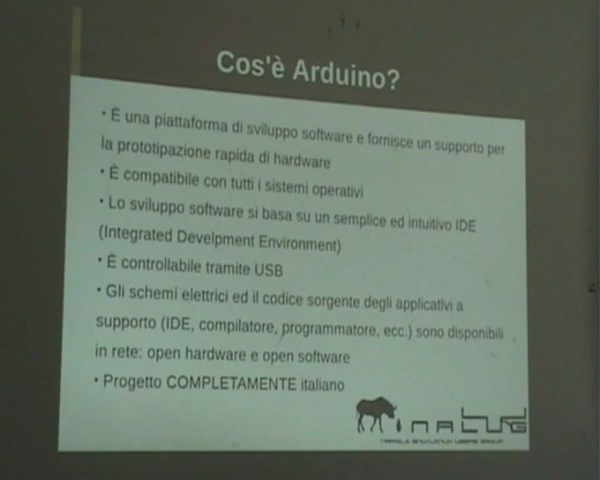 Cos'è Arduino?
• È una piattaforma di sviluppo software e fornisce un supporto per
la prototipazione rapida di hardware
• È compatibile con tutti i sistemi operativi
• Lo sviluppo software si basa su un semplice ed intuitivo IDE
(Integrated Develpment Environment)
• È controllabile tramite USB
• Gli schemi elettrici ed il codice sorgente degli applicativi a
supporto (IDE, compilatore, programmatore, ecc.) sono disponibili
in rete: open hardware e open software
• Progetto COMPLETAMENTE italiano